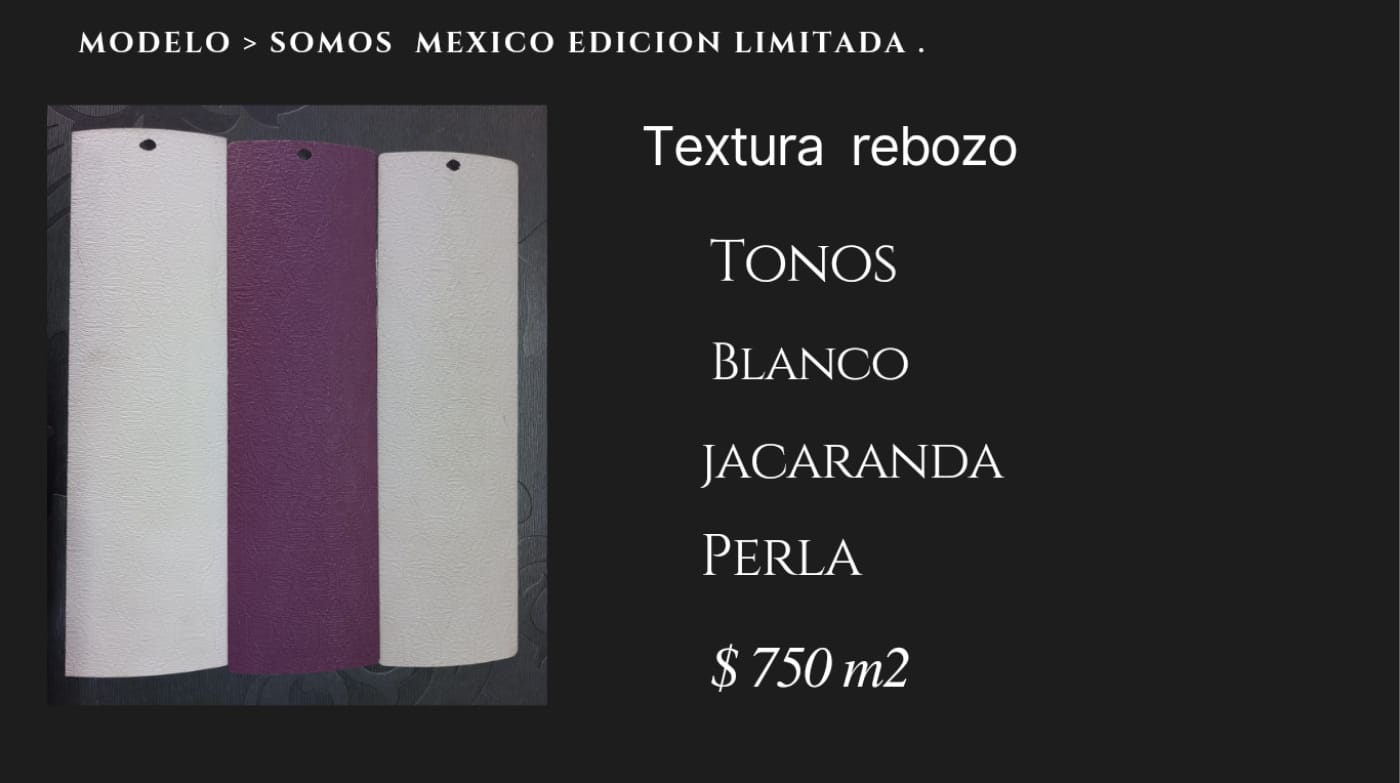 MODELO > SOMOS MEXICO EDICION LIMITADA .
Textura rebozo
TONOS
BLANCO
JACARANDA
PERLA
$ 750 m2